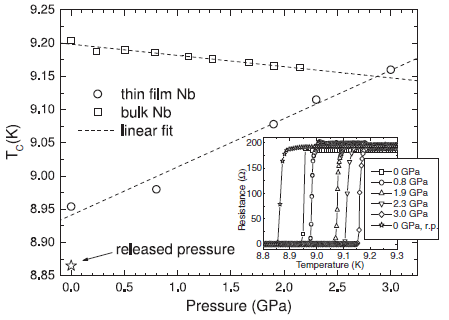 9.25
9.20
9.15
9.10
9.05
9.00
8.95
8.90
8.85
T_C(K)
thin film Nb
bulk Nb
linear fit
released pressure
0.0 0.5 1.0 1.5 2.0 2.5 3.0
Pressure (GPa)
200
100
0
Resistance (Ω)
8.8 8.9 9.0 9.1 9.2 9.3
Temperature (K)
0 GPa
0.8 GPa
1.9 GPa
2.3 GPa
3.0 GPa
0 GPa, r.p.